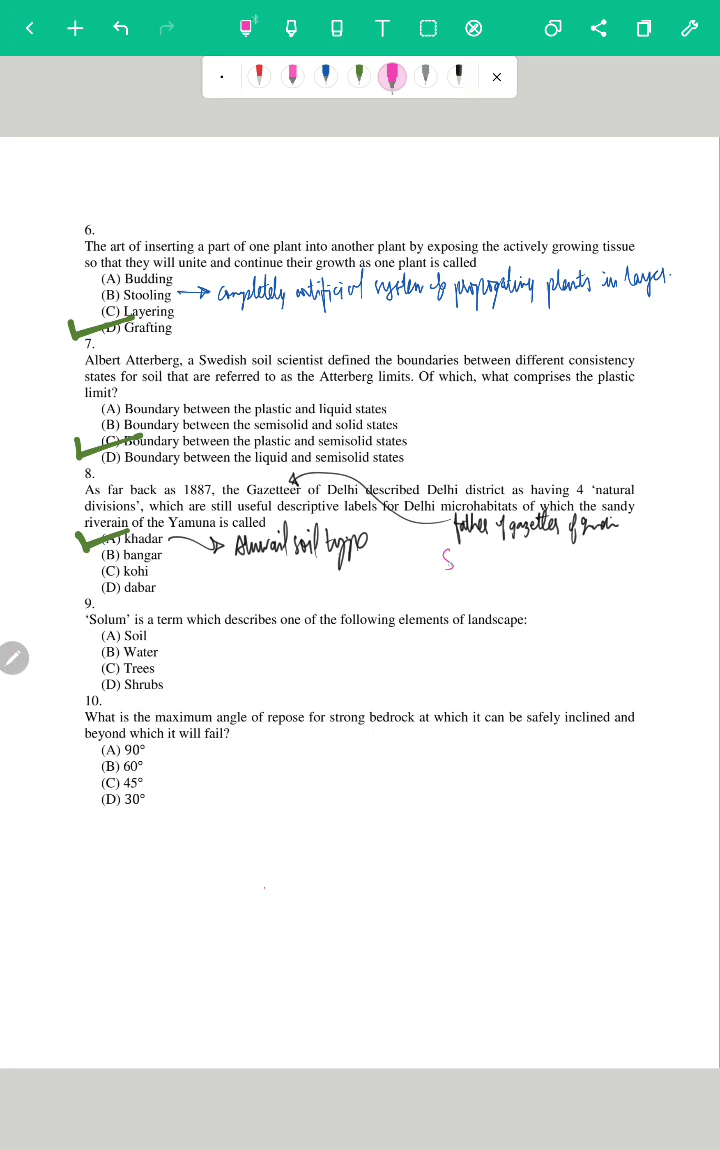 6.
The art of inserting a part of one plant into another plant by exposing the actively growing tissue
so that they will unite and continue their growth as one plant is called
(A) Budding
(B) Stooling → completely artificial system of propogating plants in layer.
(C) Layering
(D) Grafting
7.
Albert Atterberg, a Swedish soil scientist defined the boundaries between different consistency
states for soil that are referred to as the Atterberg limits. Of which, what comprises the plastic
limit?
(A) Boundary between the plastic and liquid states
(B) Boundary between the semisolid and solid states
(C) Boundary between the plastic and semisolid states
(D) Boundary between the liquid and semisolid states
8.
As far back as 1887, the Gazetteer of Delhi described Delhi district as having 4 ‘natural
divisions’, which are still useful descriptive labels for Delhi microhabitats of which the sandy
riverain of the Yamuna is called
father of gazetter of
(A) khadar → soil type
(B) bangar
S
(C) kohi
(D) dabar
9.
‘Solum’ is a term which describes one of the following elements of landscape:
(A) Soil
(B) Water
(C) Trees
(D) Shrubs
10.
What is the maximum angle of repose for strong bedrock at which it can be safely inclined and
beyond which it will fail?
(A) 90°
(B) 60°
(C) 45°
(D) 30°